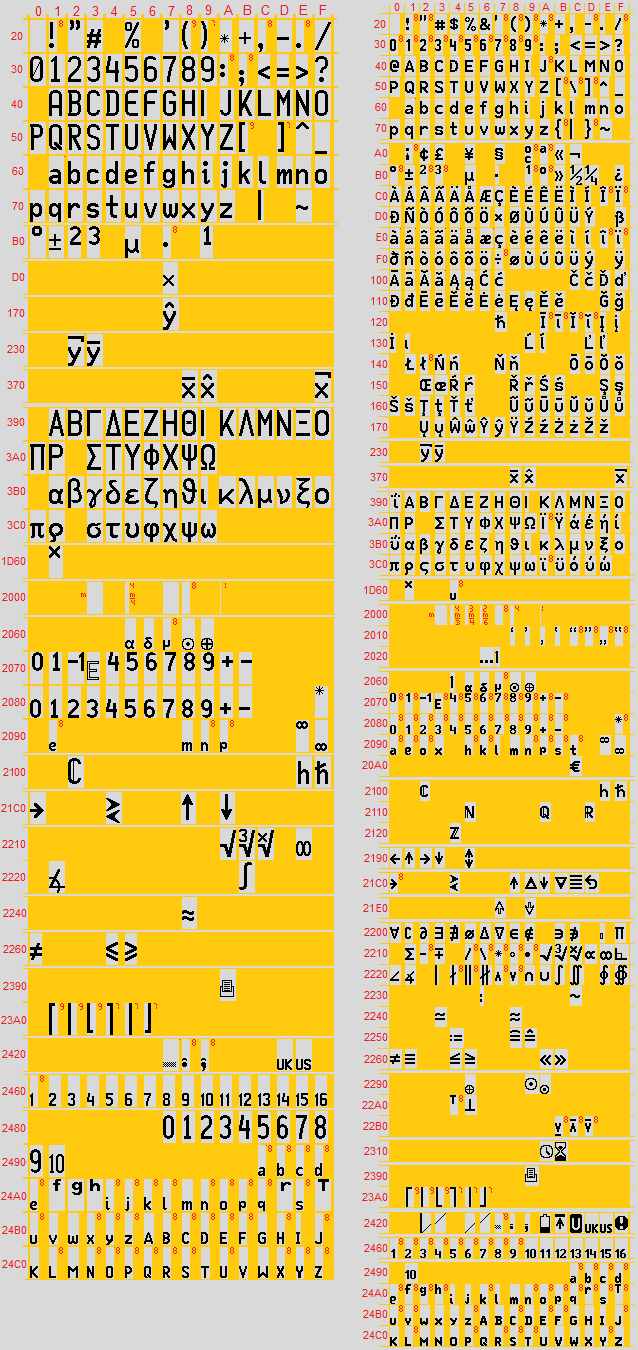 0 1 2 3 4 5 6 7 8 9 A B C D E F
20 ! " # % ' ( ) * + , - . /
30 0 1 2 3 4 5 6 7 8 9 : ; < = > ?
40 A B C D E F G H I J K L M N O
50 P Q R S T U V W X Y Z [ ] ^ _
60 a b c d e f g h i j k l m n o
70 p q r s t u v w x y z | ~
B0 ° ± 2 3 µ · 1
D0 ×
170 ŷ
230 ȳ ȳ
370 x̅ x̂ x̅
390 Α Β Γ Δ Ε Ζ Η Θ Ι Κ Λ Μ Ν Ξ Ο
3A0 Π Ρ Σ Τ Υ Φ Χ Ψ Ω
3B0 α β γ δ ε ζ η θ ι κ λ μ ν ξ ο
3C0 π ρ σ τ υ φ χ ψ ω
1D60 x
2000
2060 α δ µ ⊙ ⊕
2070 0 1 -1 E 4 5 6 7 8 9 + -
2080 0 1 2 3 4 5 6 7 8 9 + - *
2090 e m n p ∞ ∞
2100 ℂ h ħ
21C0 → ↑ ↓
2210 √ 3√ x√ ∞
2220 ∡ ∫
2240 ≈
2260 ≠ ≤ ≥
2390
23A0
2420 UK US
2460 1 2 3 4 5 6 7 8 9 10 11 12 13 14 15 16
2480 0 1 2 3 4 5 6 7 8
2490 9 10 a b c d
24A0 e f g h i j k l m n o p q r s T
24B0 u v w x y z A B C D E F G H I J
24C0 K L M N O P Q R S T U V W X Y Z
0 1 2 3 4 5 6 7 8 9 A B C D E F
20 ! " # $ % & ' ( ) * + , - . /
30 0 1 2 3 4 5 6 7 8 9 : ; < = > ?
40 @ A B C D E F G H I J K L M N O
50 P Q R S T U V W X Y Z [ \ ] ^ _
60 a b c d e f g h i j k l m n o
70 p q r s t u v w x y z { | } ~
A0 ¡ ¢ £ ¥ § « ¬
B0 ° ± 2 3 µ · 1 » ½ ¼ ¿
C0 À Á Â Ã Ä Å Æ Ç È É Ê Ë Ì Í Î Ï
D0 Ð Ñ Ò Ó Ô Õ Ö × Ø Ù Ú Û Ü Ý ß
E0 à á â ã ä å æ ç è é ê ë ì í î ï
F0 ð ñ ò ó ô õ ö ÷ ø ù ú û ü ý ÿ
100 Ā ā Ă ă Ą ą Ć ć Č č Ď ď
110 Đ đ Ē ē Ĕ ĕ Ė ė Ę ę Ě ě Ğ ğ
120 ħ Ī ī Ĭ ĭ Į į
130 İ ı Ĺ ĺ Ľ ľ
140 Ł ł Ń ń Ň ň Ō ō Ŏ ŏ
150 Œ œ Ŕ ŕ Ř ř Ś ś Ş ş
160 Š š Ţ ţ Ť ť Ũ ũ Ū ū Ŭ ŭ Ů ů
170 Ų ų Ŵ ŵ Ŷ ŷ Ÿ Ź ź Ż ż Ž ž
230 ȳ ȳ
370 x̅ x̂ x̅
390 ΐ Α Β Γ Δ Ε Ζ Η Θ Ι Κ Λ Μ Ν Ξ Ο
3A0 Π Ρ Σ Τ Υ Φ Χ Ψ Ω Ϊ Ϋ ά έ ή ί
3B0 ΰ α β γ δ ε ζ η θ ι κ λ μ ν ξ ο
3C0 π ρ ς σ τ υ φ χ ψ ω ϊ ϋ ό ύ ώ
1D60 x u
2000
2010 ‘ ’ ‚ “ ” „
2020 …
2060 α δ µ ⊙ ⊕
2070 0 1 -1 E 4 5 6 7 8 9 + -
2080 0 1 2 3 4 5 6 7 8 9 + - *
2090 a e o x h k l m n p s t ∞ ∞
20A0 €
2100 ℂ h ħ
2110 ℕ ℚ ℝ
2120 ℤ
2190 ← ↑ → ↓ ↕
21C0 → ↑ △ ↓ ▽ ≡
21E0 ⇧ ⇩
2200 ∀ ∁ ∂ ∃ ∄ ∅ ∆ ∇ ∈ ∉ ∋ ∌ ∏
2210 ∑ − ∓ ∕ ∖ ∗ ∘ ∙ √ 3√ x√ ∝ ∞ ∟
2220 ∠ ∡ ∣ ∤ ∥ ∦ ∧ ∨ ∩ ∪ ∫ ∬ ∮ ∯
2230 : ~
2240 ≈
2250 ≔
2260 ≠ ≡ ≤ ≥ « »
2290 ⊕ ⊙
22A0 ⊤ ⊥
22B0
2310
2390
23A0
2420 UK US
2460 1 2 3 4 5 6 7 8 9 10 11 12 13 14 15 16
2490 10 a b c d
24A0 e f g h i j k l m n o p q r s T
24B0 u v w x y z A B C D E F G H I J
24C0 K L M N O P Q R S T U V W X Y Z